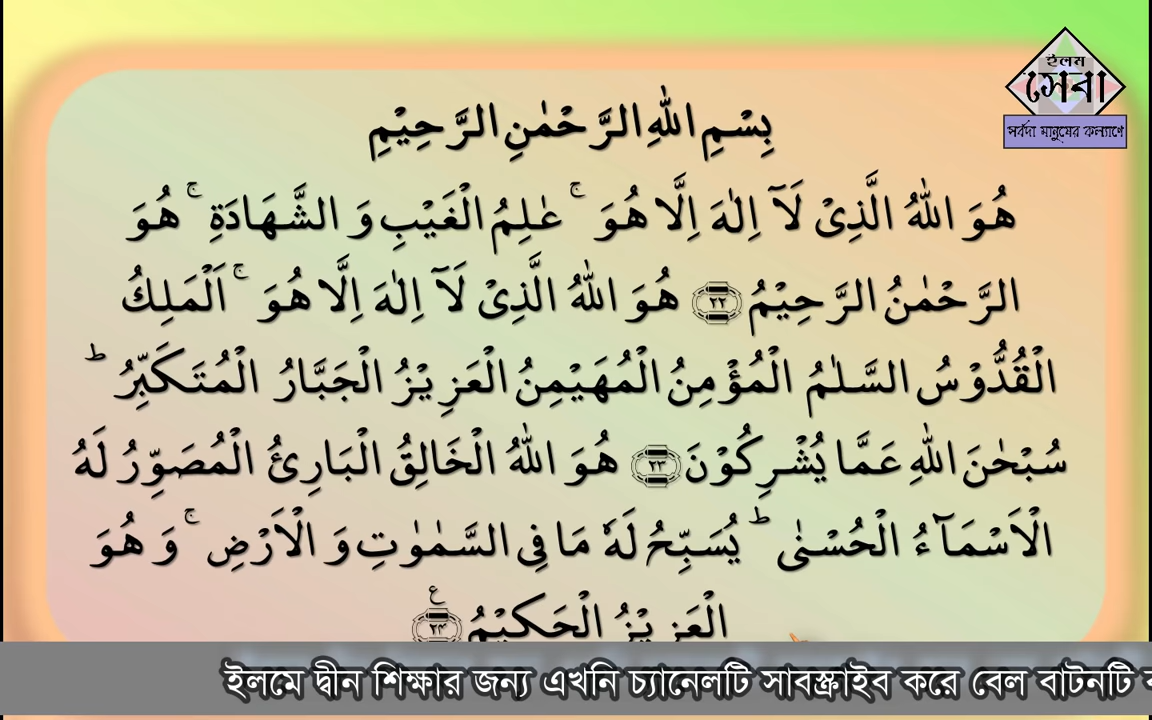 ইলম
সেবা
সর্বদা মানুষের কল্যাণে
بِسْمِ اللّٰهِ الرَّحْمٰنِ الرَّحِيْمِ
هُوَ اللّٰهُ الَّذِىْ لَاۤ اِلٰهَ اِلَّا هُوَ ۚ عٰلِمُ الْغَيْبِ وَ الشَّهَادَةِ ۚ هُوَ
الرَّحْمٰنُ الرَّحِيْمُ ﴿۲۲﴾ هُوَ اللّٰهُ الَّذِىْ لَاۤ اِلٰهَ اِلَّا هُوَ ۚ اَلْمَلِكُ
الْقُدُّوْسُ السَّلٰمُ الْمُؤْمِنُ الْمُهَيْمِنُ الْعَزِيْزُ الْجَبَّارُ الْمُتَكَبِّرُ ؕ
سُبْحٰنَ اللّٰهِ عَمَّا يُشْرِكُوْنَ ﴿۲۳﴾ هُوَ اللّٰهُ الْخَالِقُ الْبَارِئُ الْمُصَوِّرُ لَهُ
الْاَسْمَآءُ الْحُسْنٰى ؕ يُسَبِّحُ لَهٗ مَا فِى السَّمٰوٰتِ وَ الْاَرْضِ ۚ وَ هُوَ
الْعَزِيْزُ الْحَكِيْمُ ﴿۲۴﴾ ع
ইলমে দ্বীন শিক্ষার জন্য এখনি চ্যানেলটি সাবস্ক্রাইব করে বেল বাটনটি